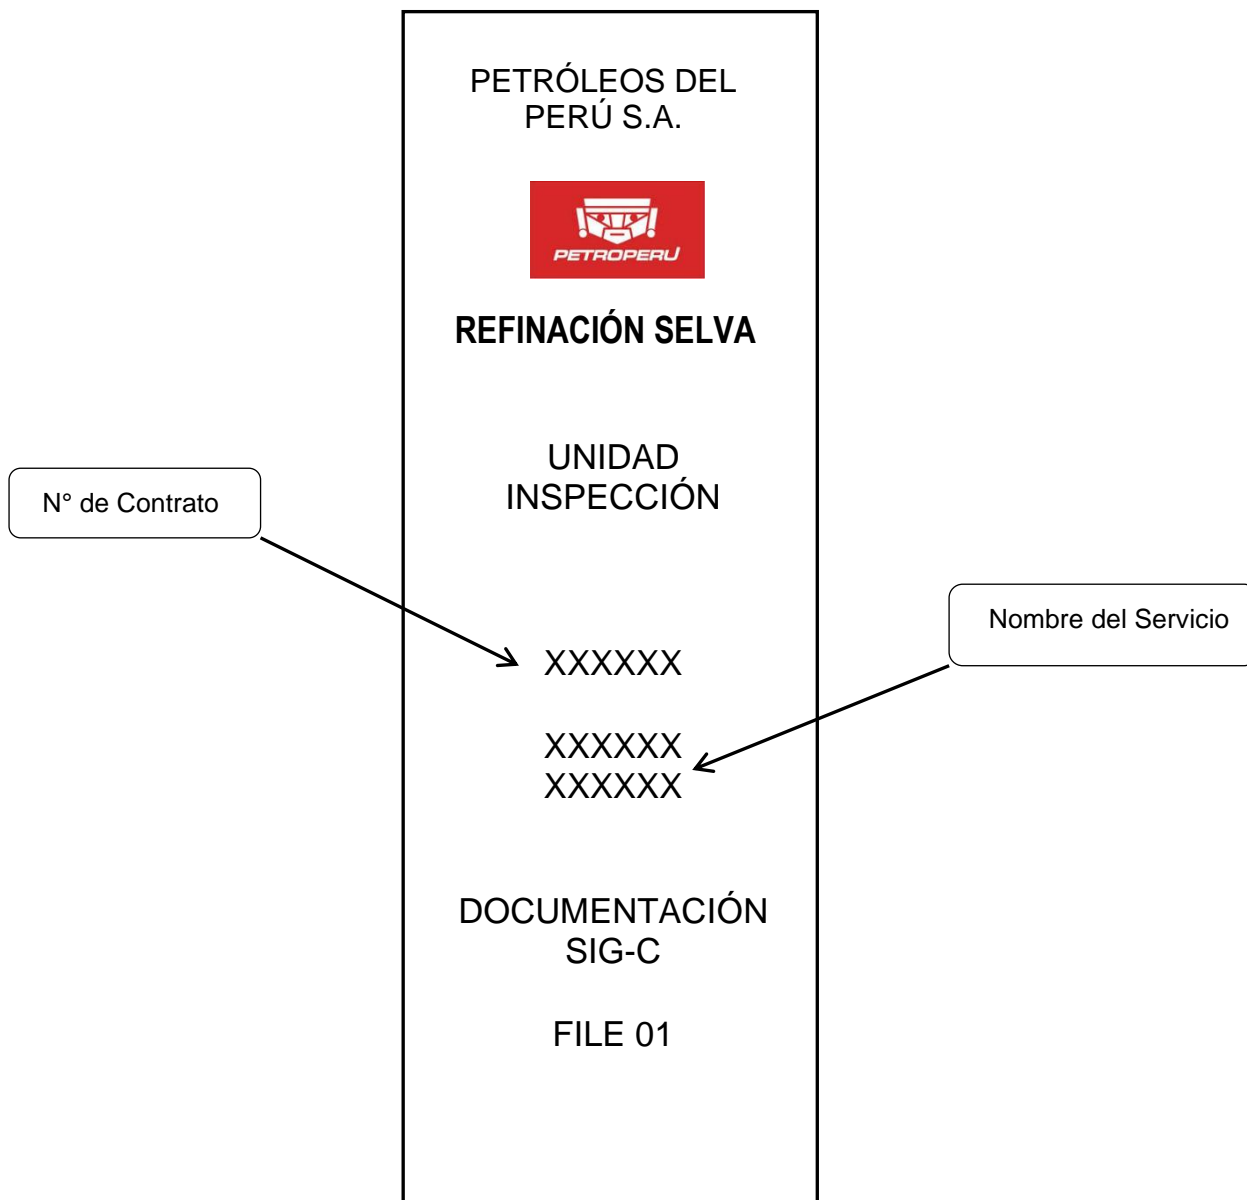 PETRÓLEOS DEL
PERÚ S.A.
PETROPERU
REFINACIÓN SELVA
UNIDAD
INSPECCIÓN
N° de Contrato
Nombre del Servicio
XXXXXX
XXXXXX
XXXXXX
DOCUMENTACIÓN
SIG-C
FILE 01